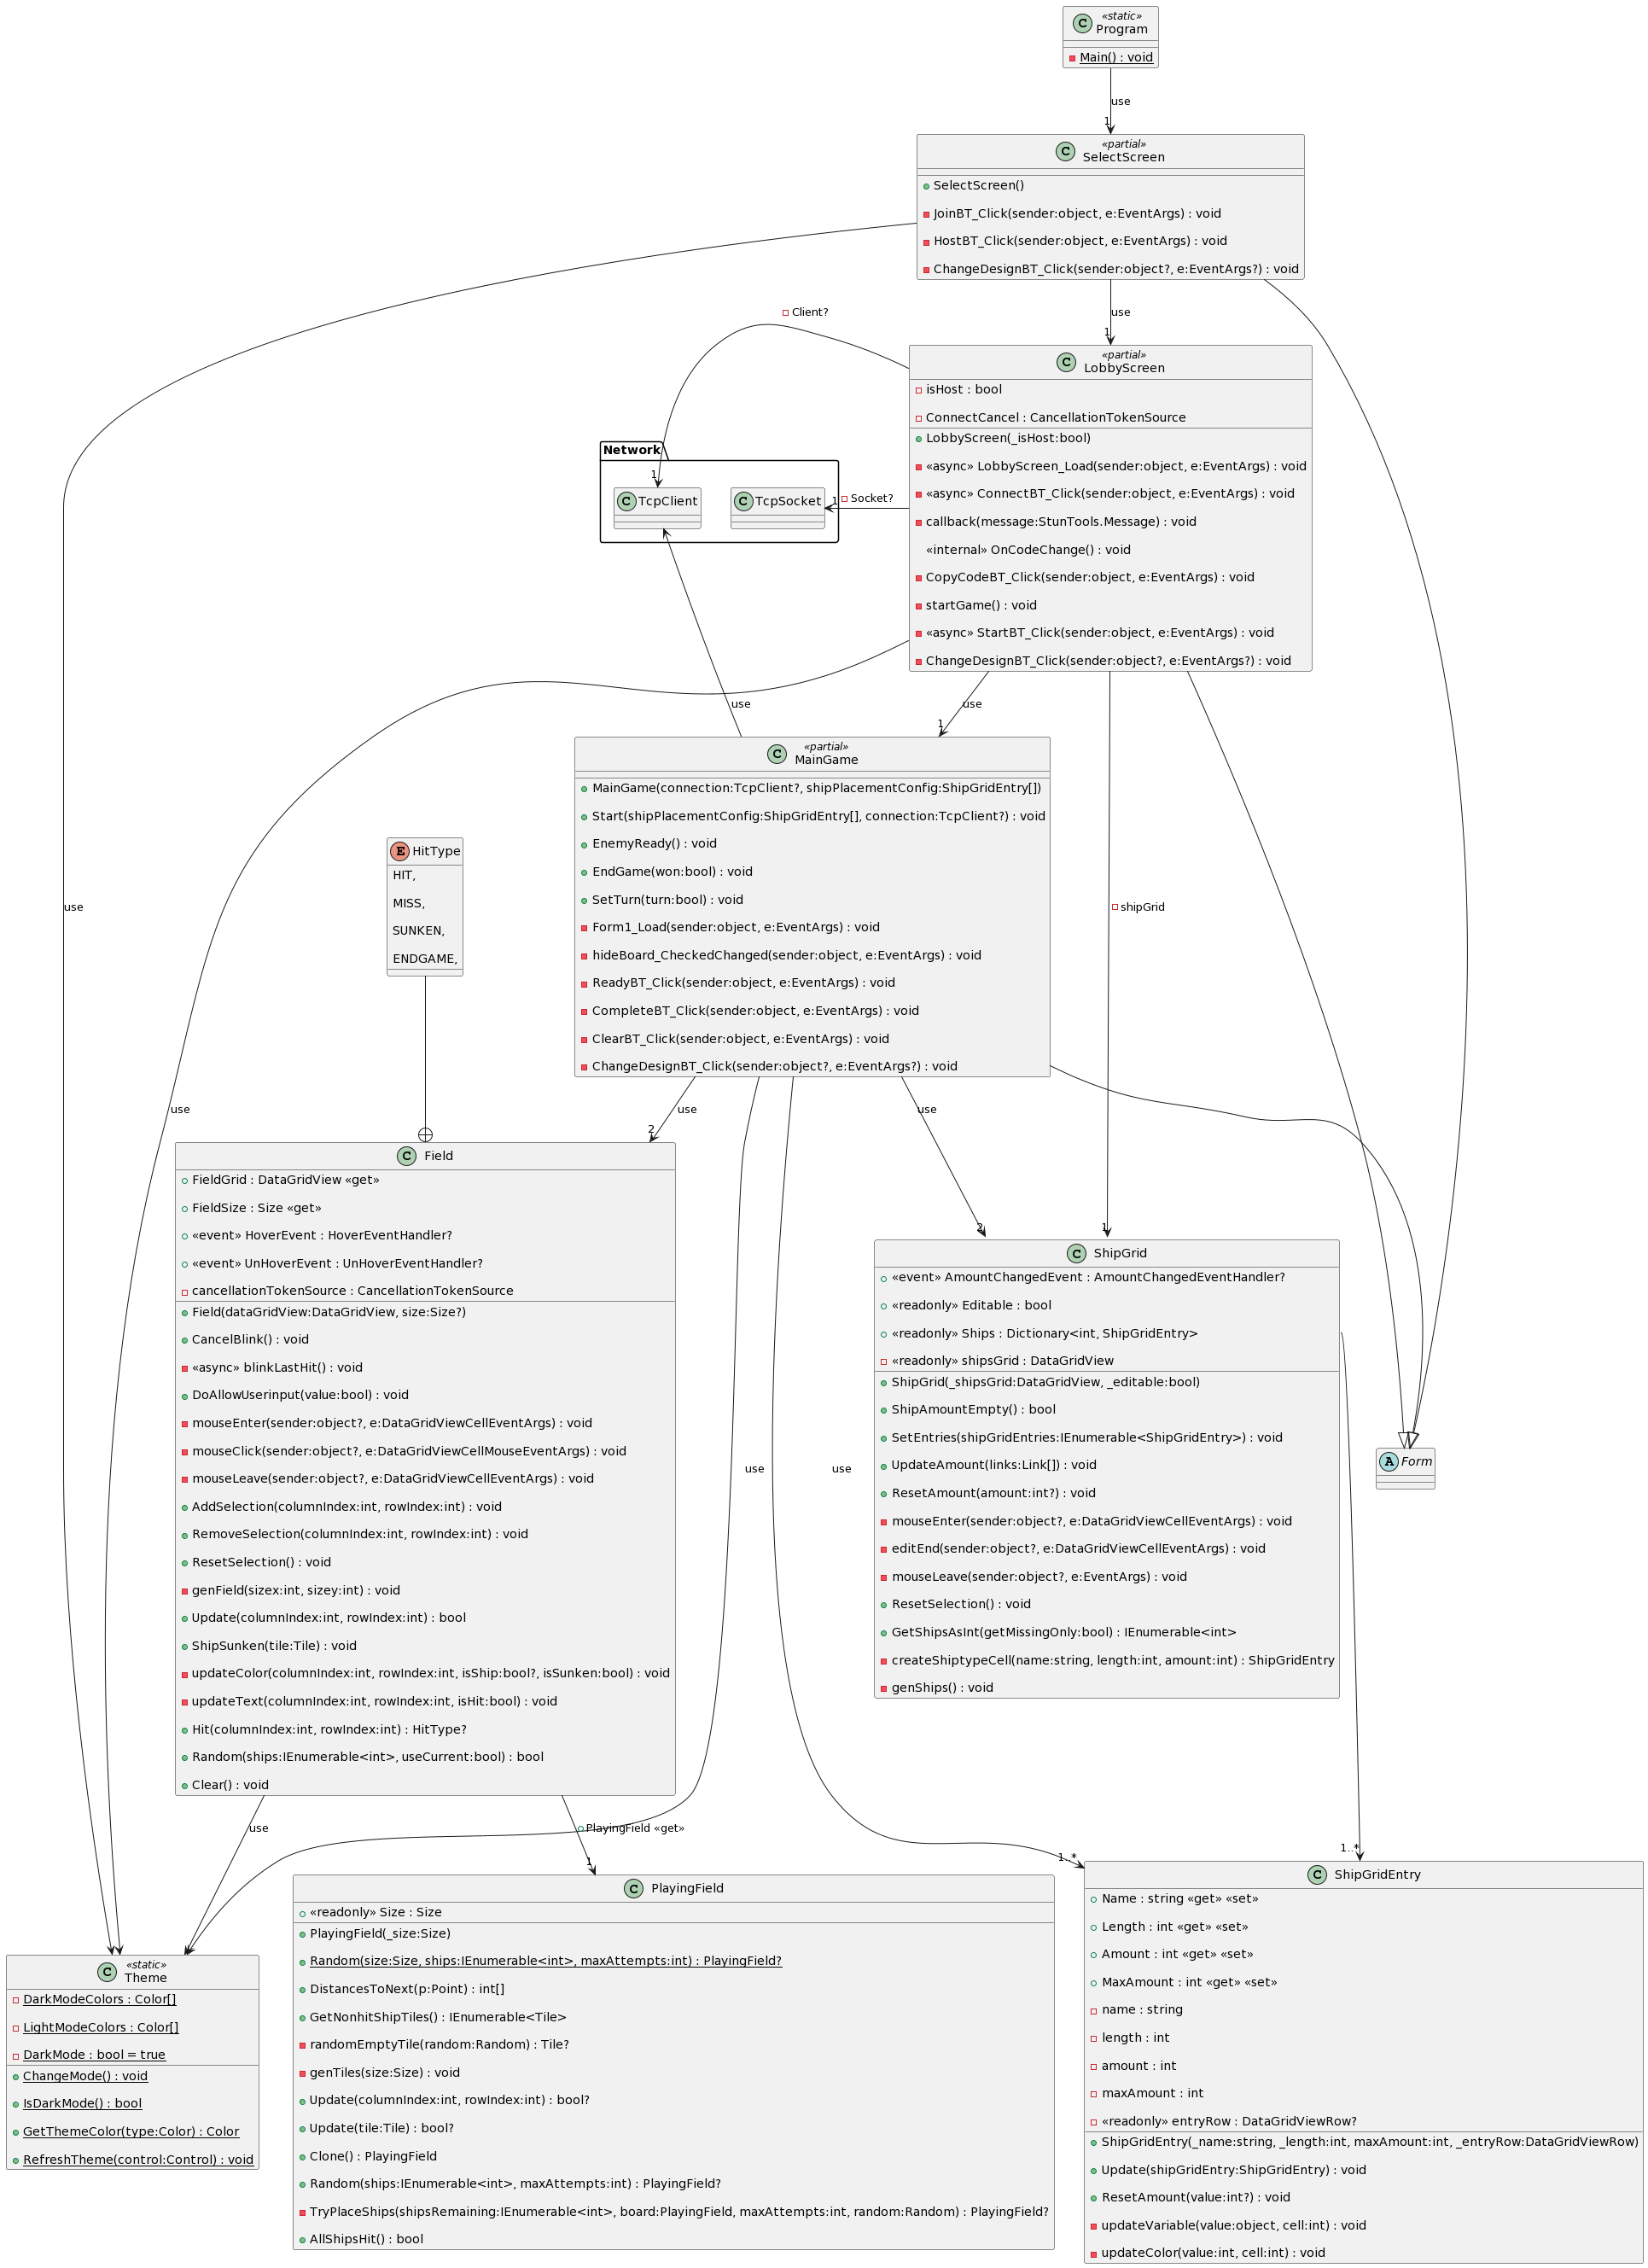 «static»
C Program
Main() : void
use
1
«partial»
C SelectScreen
SelectScreen()
JoinBT_Click(sender:object, e:EventArgs) : void
HostBT_Click(sender:object, e:EventArgs) : void
ChangeDesignBT_Click(sender:object?, e:EventArgs?) : void
use
1
Client?
«partial»
C LobbyScreen
isHost : bool
ConnectCancel : CancellationTokenSource
LobbyScreen(_isHost:bool)
«async» LobbyScreen_Load(sender:object, e:EventArgs) : void
«async» ConnectBT_Click(sender:object, e:EventArgs) : void
callback(message:StunTools.Message) : void
«internal» OnCodeChange() : void
CopyCodeBT_Click(sender:object, e:EventArgs) : void
startGame() : void
«async» StartBT_Click(sender:object, e:EventArgs) : void
ChangeDesignBT_Click(sender:object?, e:EventArgs?) : void
Network
1
C TcpClient
C TcpSocket
1
Socket?
use
use
1
«partial»
C MainGame
MainGame(connection:TcpClient?, shipPlacementConfig:ShipGridEntry[])
Start(shipPlacementConfig:ShipGridEntry[], connection:TcpClient?) : void
EnemyReady() : void
EndGame(won:bool) : void
SetTurn(turn:bool) : void
Form1_Load(sender:object, e:EventArgs) : void
hideBoard_CheckedChanged(sender:object, e:EventArgs) : void
ReadyBT_Click(sender:object, e:EventArgs) : void
CompleteBT_Click(sender:object, e:EventArgs) : void
ClearBT_Click(sender:object, e:EventArgs) : void
ChangeDesignBT_Click(sender:object?, e:EventArgs?) : void
E HitType
HIT,
MISS,
SUNKEN,
ENDGAME,
use
shipGrid
use
use
2
use
2
1
C Field
FieldGrid : DataGridView «get»
FieldSize : Size «get»
«event» HoverEvent : HoverEventHandler?
«event» UnHoverEvent : UnHoverEventHandler?
cancellationTokenSource : CancellationTokenSource
Field(dataGridView:DataGridView, size:Size?)
CancelBlink() : void
«async» blinkLastHit() : void
DoAllowUserinput(value:bool) : void
mouseEnter(sender:object?, e:DataGridViewCellEventArgs) : void
mouseClick(sender:object?, e:DataGridViewCellMouseEventArgs) : void
mouseLeave(sender:object?, e:DataGridViewCellEventArgs) : void
AddSelection(columnIndex:int, rowIndex:int) : void
RemoveSelection(columnIndex:int, rowIndex:int) : void
ResetSelection() : void
genField(sizex:int, sizey:int) : void
Update(columnIndex:int, rowIndex:int) : bool
ShipSunken(tile:Tile) : void
updateColor(columnIndex:int, rowIndex:int, isShip:bool?, isSunken:bool) : void
updateText(columnIndex:int, rowIndex:int, isHit:bool) : void
Hit(columnIndex:int, rowIndex:int) : HitType?
Random(ships:IEnumerable<int>, useCurrent:bool) : bool
Clear() : void
use
use
C ShipGrid
«event» AmountChangedEvent : AmountChangedEventHandler?
«readonly» Editable : bool
«readonly» Ships : Dictionary<int, ShipGridEntry>
«readonly» shipsGrid : DataGridView
ShipGrid(_shipsGrid:DataGridView, _editable:bool)
ShipAmountEmpty() : bool
SetEntries(shipGridEntries:IEnumerable<ShipGridEntry>) : void
UpdateAmount(links:Link[]) : void
ResetAmount(amount:int?) : void
mouseEnter(sender:object?, e:DataGridViewCellEventArgs) : void
editEnd(sender:object?, e:DataGridViewCellEventArgs) : void
mouseLeave(sender:object?, e:EventArgs) : void
ResetSelection() : void
GetShipsAsInt(getMissingOnly:bool) : IEnumerable<int>
createShiptypeCell(name:string, length:int, amount:int) : ShipGridEntry
genShips() : void
A Form
use
PlayingField «get»
1
1..*
1..*
«static»
C Theme
DarkModeColors : Color[]
LightModeColors : Color[]
DarkMode : bool = true
ChangeMode() : void
IsDarkMode() : bool
GetThemeColor(type:Color) : Color
RefreshTheme(control:Control) : void
C PlayingField
«readonly» Size : Size
PlayingField(_size:Size)
Random(size:Size, ships:IEnumerable<int>, maxAttempts:int) : PlayingField?
DistancesToNext(p:Point) : int[]
GetNonhitShipTiles() : IEnumerable<Tile>
randomEmptyTile(random:Random) : Tile?
genTiles(size:Size) : void
Update(columnIndex:int, rowIndex:int) : bool?
Update(tile:Tile) : bool?
Clone() : PlayingField
Random(ships:IEnumerable<int>, maxAttempts:int) : PlayingField?
TryPlaceShips(shipsRemaining:IEnumerable<int>, board:PlayingField, maxAttempts:int, random:Random) : PlayingField?
AllShipsHit() : bool
C ShipGridEntry
Name : string «get» «set»
Length : int «get» «set»
Amount : int «get» «set»
MaxAmount : int «get» «set»
name : string
length : int
amount : int
maxAmount : int
«readonly» entryRow : DataGridViewRow?
ShipGridEntry(_name:string, _length:int, maxAmount:int, _entryRow:DataGridViewRow)
Update(shipGridEntry:ShipGridEntry) : void
ResetAmount(value:int?) : void
updateVariable(value:object, cell:int) : void
updateColor(value:int, cell:int) : void